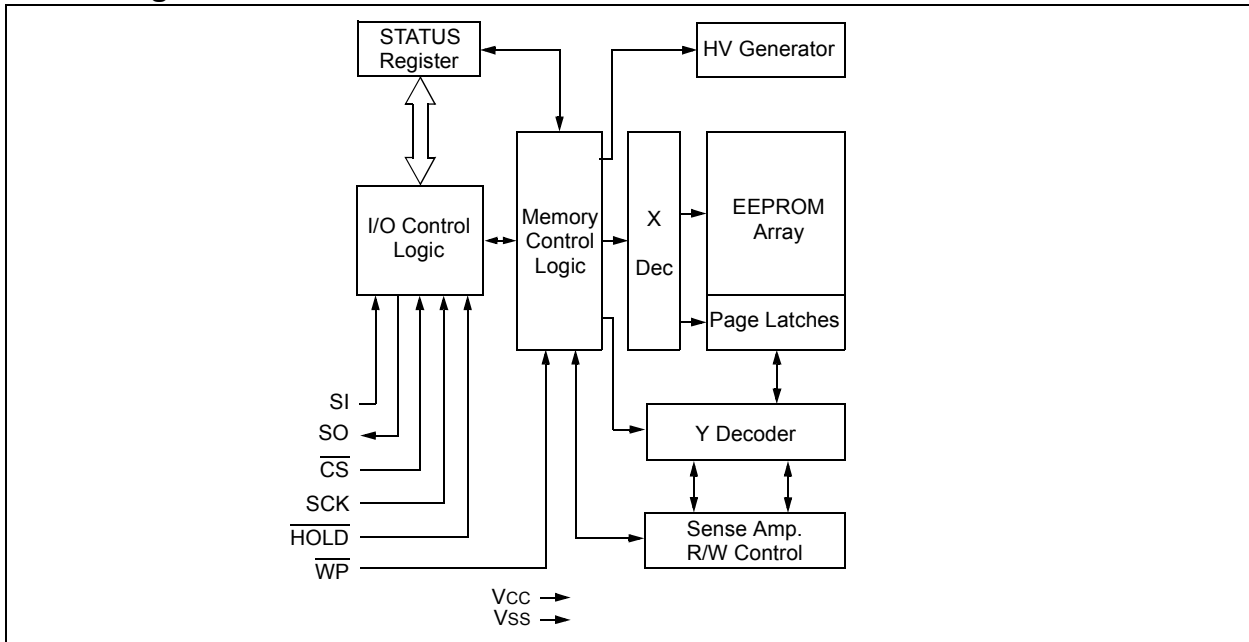 STATUS
Register
HV Generator
I/O Control
Logic
Memory
Control
Logic
X
Dec
EEPROM
Array
Page Latches
SI
SO
CS
SCK
HOLD
WP
Y Decoder
Sense Amp.
R/W Control
Vcc
Vss